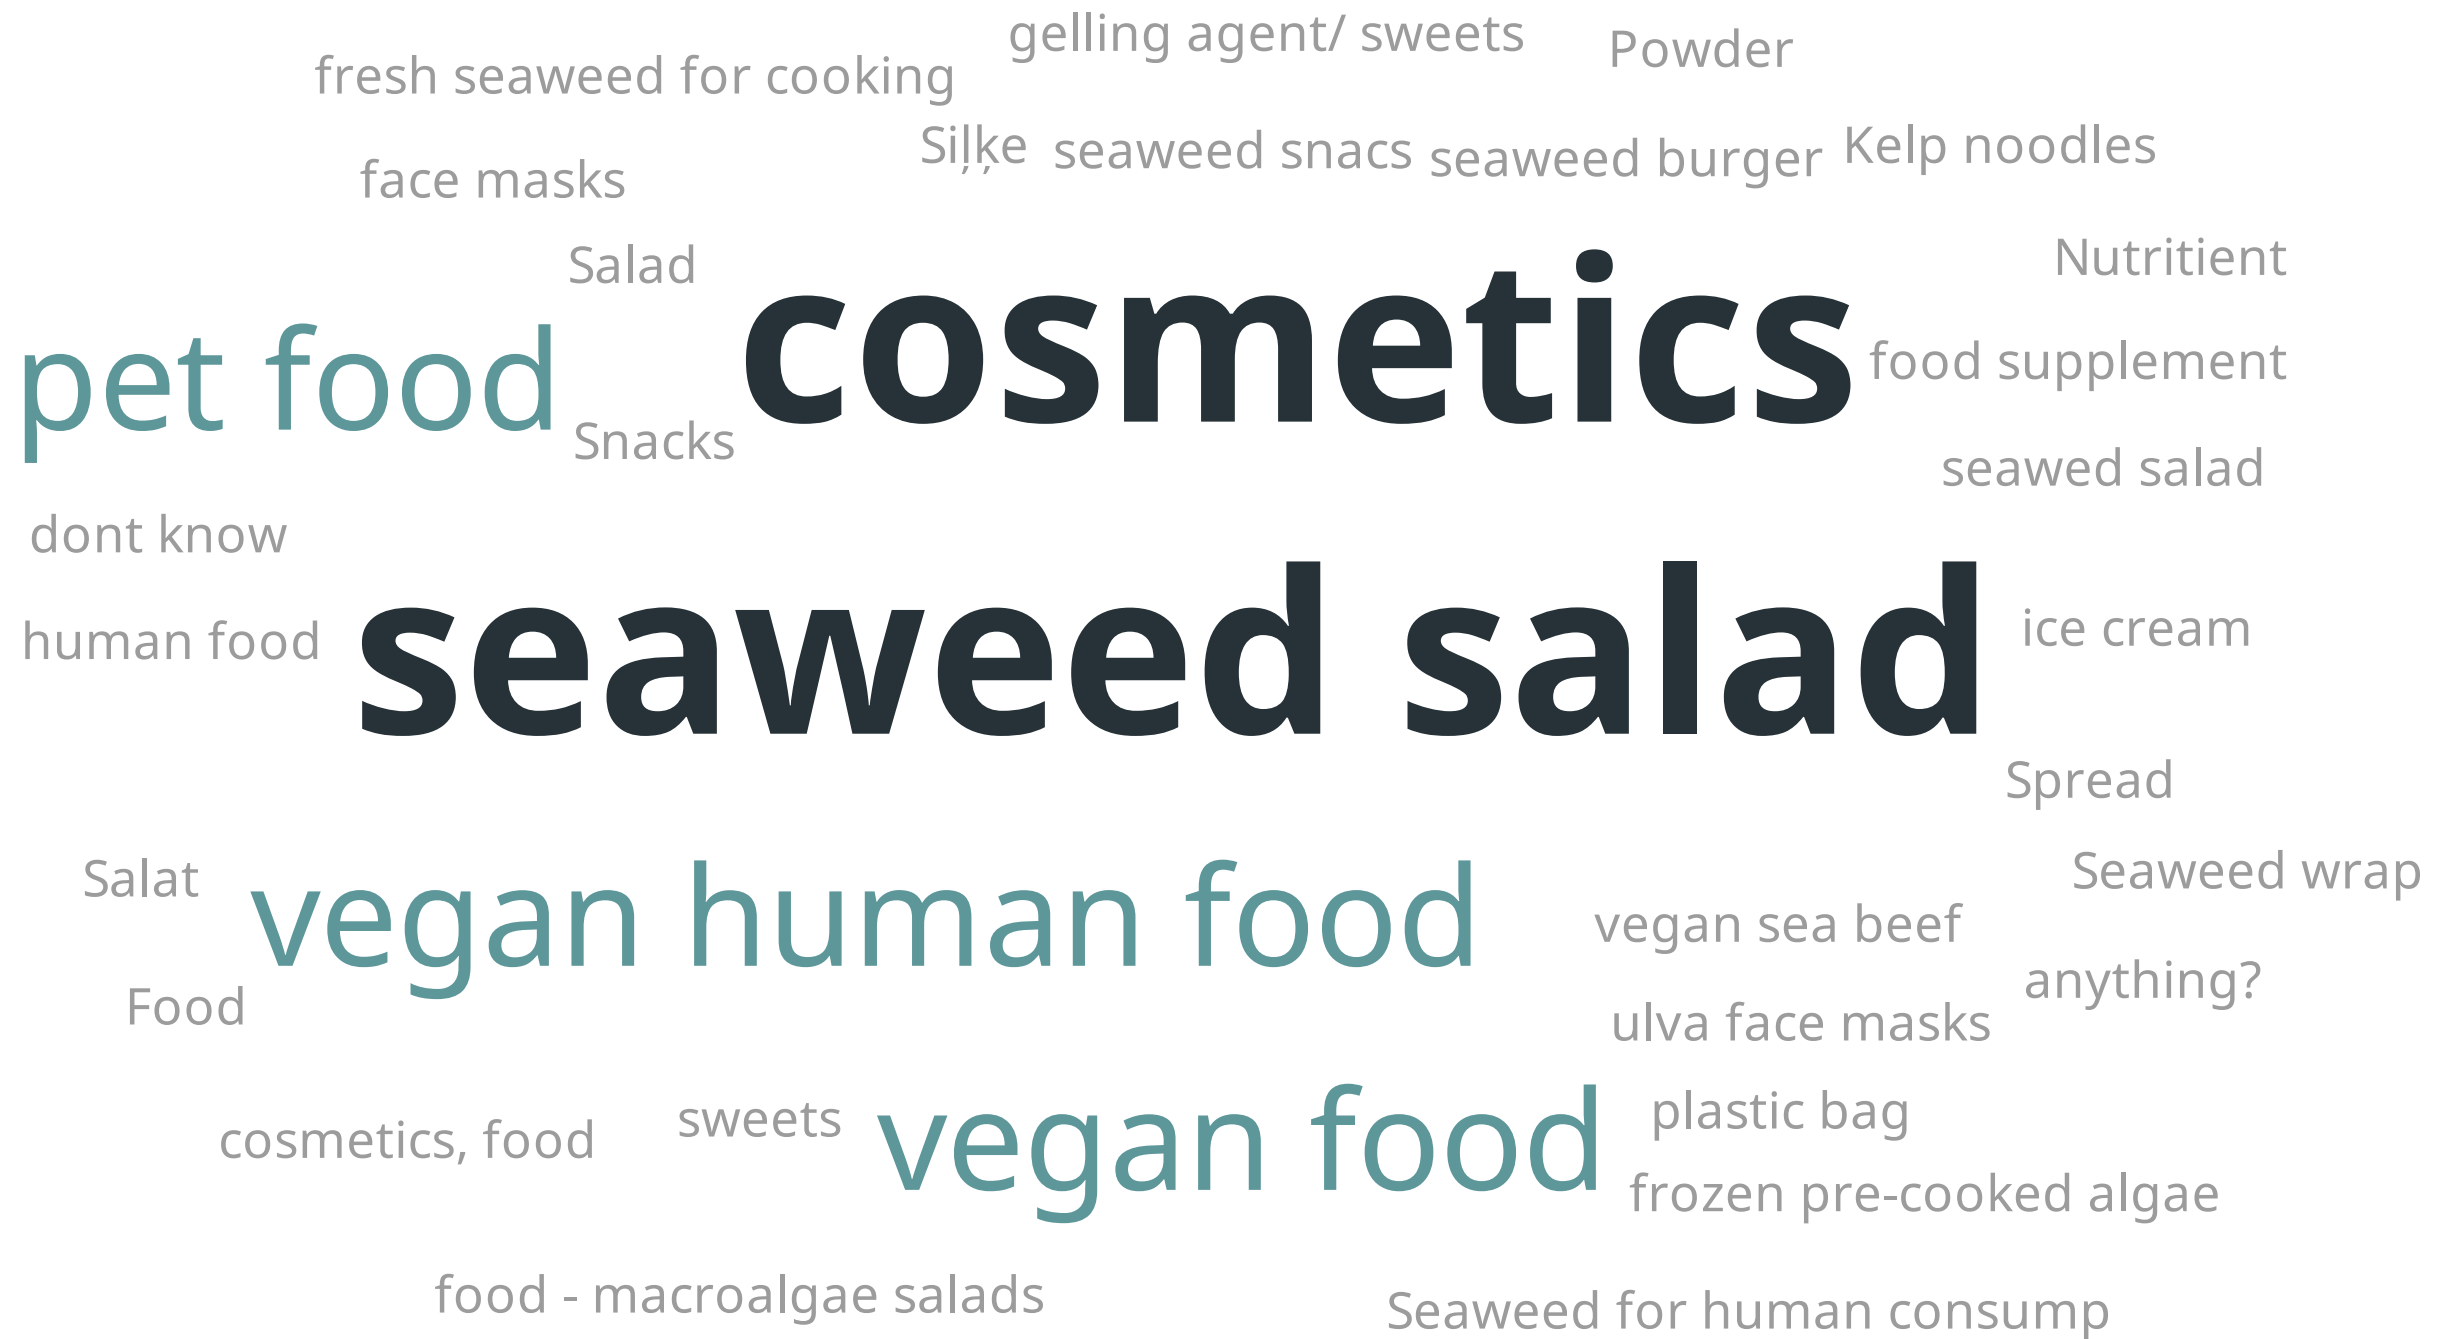 gelling agent/ sweets
Powder
fresh seaweed for cooking
Siļķe
seaweed snacs
seaweed burger
Kelp noodles
face masks
Salad
Nutritient
cosmetics
pet food
food supplement
Snacks
seawed salad
dont know
seaweed salad
human food
ice cream
Spread
Salat
vegan human food
Seaweed wrap
vegan sea beef
anything?
Food
ulva face masks
cosmetics, food
sweets
vegan food
plastic bag
frozen pre-cooked algae
food - macroalgae salads
Seaweed for human consump